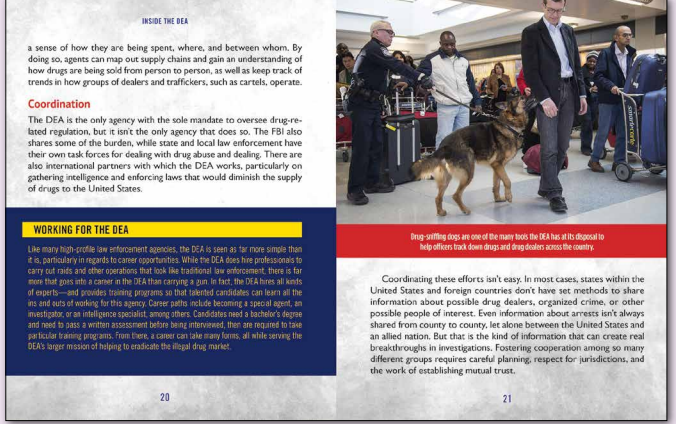 INSIDE THE DEA
a sense of how they are being spent, where, and between whom. By
doing so, agents can map out supply chains and gain an understanding of
how drugs are being sold from person to person, as well as keep track of
trends in how groups of dealers and traffickers, such as cartels, operate.
Coordination
The DEA is the only agency with the sole mandate to oversee drug-re-
lated regulation, but it isn't the only agency that does so. The FBI also
shares some of the burden, while state and local law enforcement have
their own task forces for dealing with drug abuse and dealing. There
are also international partners with which the DEA works, particularly on
gathering intelligence and enforcing laws that would diminish the supply
of drugs to the United States.
WORKING FOR THE DEA
Like many high-profile law enforcement agencies, the DEA is seen as far more simple than
it is, particularly in regards to career opportunities. While the DEA does hire professionals to
carry out raids and other operations that look like traditional law enforcement, there is far
more that goes into a career in the DEA than carrying a gun. In fact, the DEA hires all kinds
of experts—and provides training programs so that talented candidates can learn all the
ins and outs of working for this agency. Career paths include becoming a special agent, an
investigator, or an intelligence specialist, among others. Candidates need a bachelor's degree
and need to pass a written assessment before being interviewed, then are required to take
particular training programs. From there, a career can take many forms, all while serving the
DEA's larger mission of helping to eradicate the illegal drug market.
20
smartecarte
Drug-sniffing dogs are one of the many tools the DEA has at its disposal to
help officers track down drugs and drug dealers across the country.
Coordinating these efforts isn't easy. In most cases, states within the
United States and foreign countries don't have set methods to share
information about possible drug dealers, organized crime, or other
possible people of interest. Even information about arrests isn't always
shared from county to county, let alone between the United States and
an allied nation. But that is the kind of information that can create real
breakthroughs in investigations. Fostering cooperation among so many
different groups requires careful planning, respect for jurisdictions, and
the work of establishing mutual trust.
21